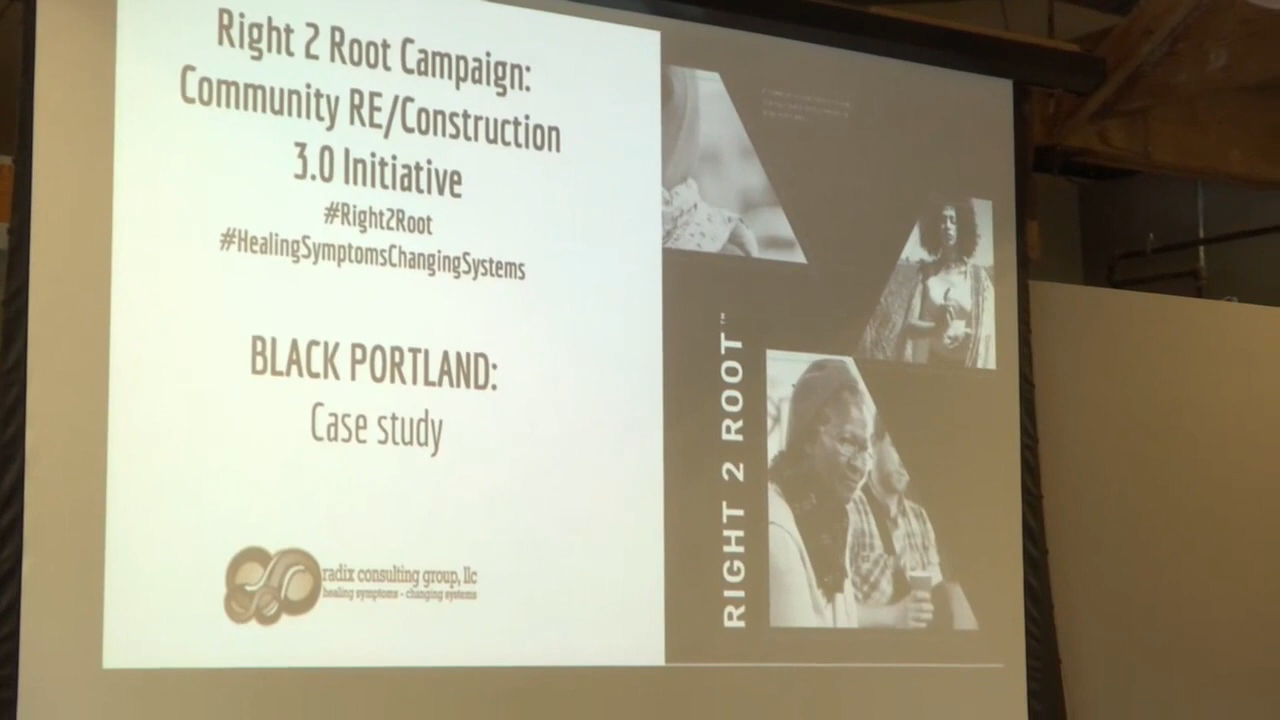 Right 2 Root Campaign:
Community RE/Construction
3.0 Initiative
#Right2Root
#HealingSymptomsChangingSystems
BLACK PORTLAND:
Case study
radix consulting group, llc
healing symptoms - changing systems
RIGHT 2 ROOT™